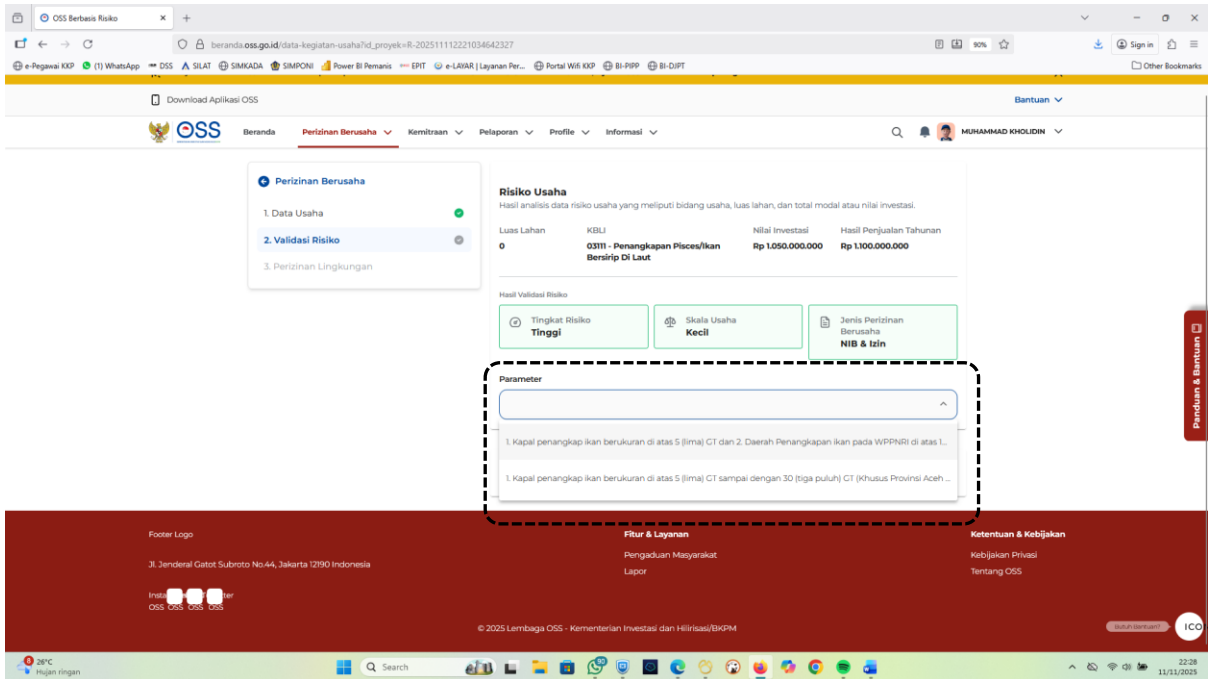 OSS Berbasis Risiko
beranda.oss.go.id/data-kegiatan-usaha?id_proyek=R-202511112221034642327
90%
Sign in
e-Pegawai KKP
(1) WhatsApp
DSS
SILAT
SIMKADA
SIMPONI
Power BI Pemanis
EPIT
e-LAYAR | Layanan Per...
Portal Wifi KKP
BI-PIPP
BI-DJPT
Other Bookmarks
Download Aplikasi OSS
Bantuan
OSS
Beranda
Perizinan Berusaha
Kemitraan
Pelaporan
Profile
Informasi
MUHAMMAD KHOLIDIN
Perizinan Berusaha
1. Data Usaha
2. Validasi Risiko
3. Perizinan Lingkungan
Risiko Usaha
Hasil analisis data risiko usaha yang meliputi bidang usaha, luas lahan, dan total modal atau nilai investasi.
Luas Lahan
0
KBLI
03111 - Penangkapan Pisces/Ikan
Bersirip Di Laut
Nilai Investasi
Rp 1.050.000.000
Hasil Penjualan Tahunan
Rp 1.100.000.000
Hasil Validasi Risiko
Tingkat Risiko
Tinggi
Skala Usaha
Kecil
Jenis Perizinan
Berusaha
NIB & Izin
Parameter
1. Kapal penangkap ikan berukuran di atas 5 (lima) GT dan 2. Daerah Penangkapan ikan pada WPPNRI di atas 1...
1. Kapal penangkap ikan berukuran di atas 5 (lima) GT sampai dengan 30 (tiga puluh) GT (Khusus Provinsi Aceh ...
Panduan & Bantuan
Footer Logo
Jl. Jenderal Gatot Subroto No.44, Jakarta 12190 Indonesia
Insta
ter
OSS OSS OSS OSS
Fitur & Layanan
Pengaduan Masyarakat
Lapor
Ketentuan & Kebijakan
Kebijakan Privasi
Tentang OSS
© 2025 Lembaga OSS - Kementerian Investasi dan Hilirisasi/BKPM
Butuh Bantuan?
ICO
8
26°C
Hujan ringan
Search
22:28
11/11/2025